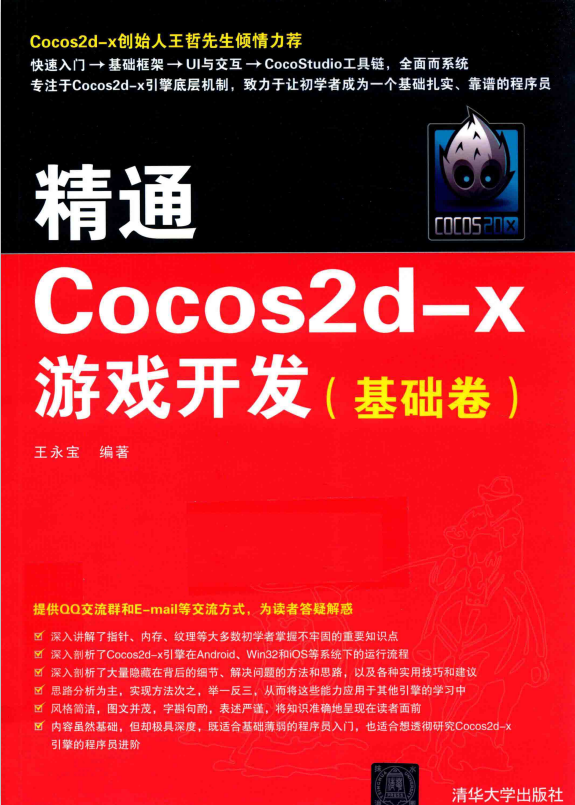 Cocos2d-x创始人王哲先生倾情力荐
快速入门→基础框架→UI与交互→CocoStudio工具链，全面而系统
专注于Cocos2d-x引擎底层机制，致力于让初学者成为一个基础扎实、靠谱的程序员
COCOS2DX
精通
Cocos2d-x
游戏开发（基础卷）
王永宝 编著
提供QQ交流群和E-mail等交流方式，为读者答疑解惑
深入讲解了指针、内存、纹理等大多数初学者掌握不牢固的重要知识点
深入剖析了Cocos2d-x引擎在Android、Win32和iOS等系统下的运行流程
深入剖析了大量隐藏在背后的细节、解决问题的方法和思路，以及各种实用技巧和建议
思路分析为主，实现方法次之，举一反三，从而将这些能力应用于其他引擎的学习中
风格简洁，图文并茂，字斟句酌，表述严谨，将知识准确地呈现在读者面前
内容虽然基础，但却极具深度，既适合基础薄弱的程序员入门，也适合想透彻研究Cocos2d-x
引擎的程序员进阶
清华大学出版社